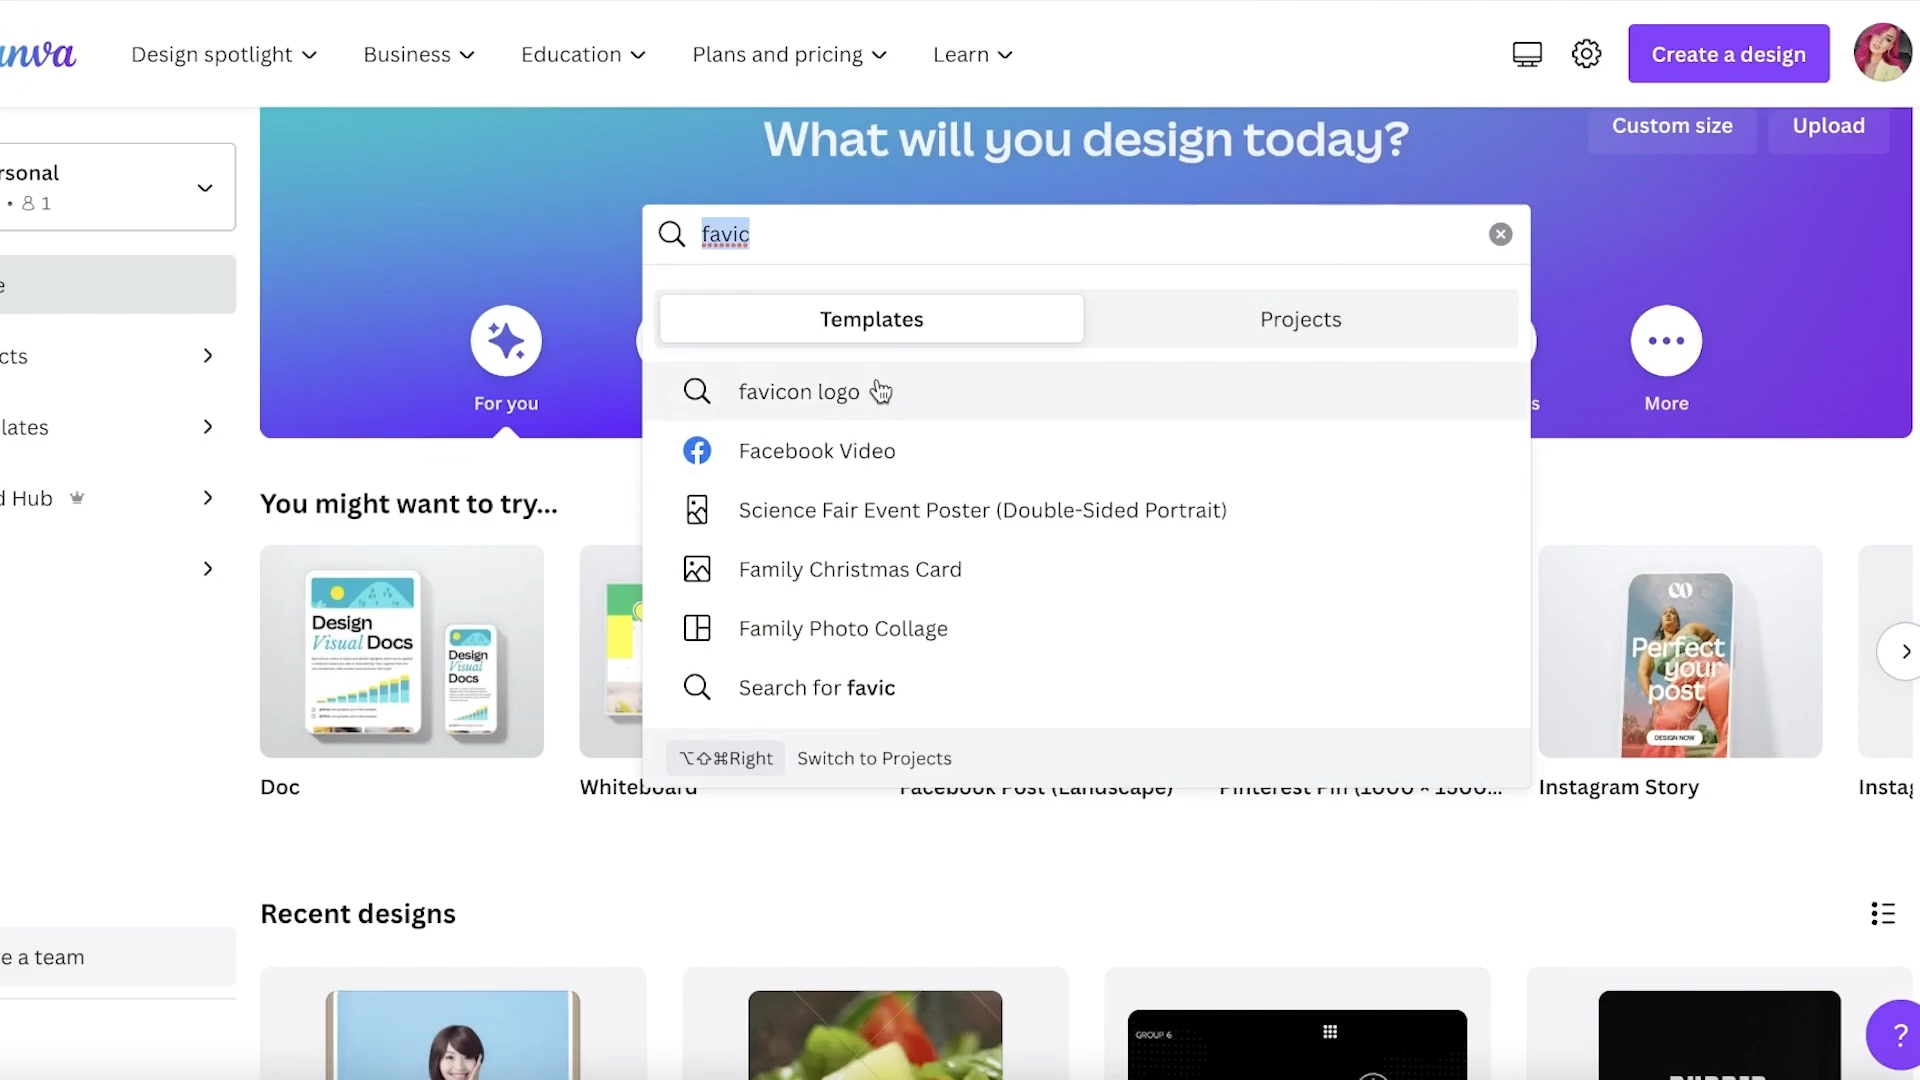 anva
Design spotlight
Business
Education
Plans and pricing
Learn
Create a design
What will you design today?
Custom size
Upload
rsonal
• 1
e
cts
lates
d Hub
e a team
favic
Templates
Projects
favicon logo
Facebook Video
Science Fair Event Poster (Double-Sided Portrait)
Family Christmas Card
Family Photo Collage
Search for favic
⌥⇧⌘Right
Switch to Projects
For you
s
More
You might want to try...
Design
Visual Docs
Design
Visual
Docs
Perfect
your
post
DESIGN NOW
Doc
Whiteboard
Facebook Post (Landscape)
Pinterest Pin (1000 × 1500...
Instagram Story
Instag
Recent designs
GROUP 6
?